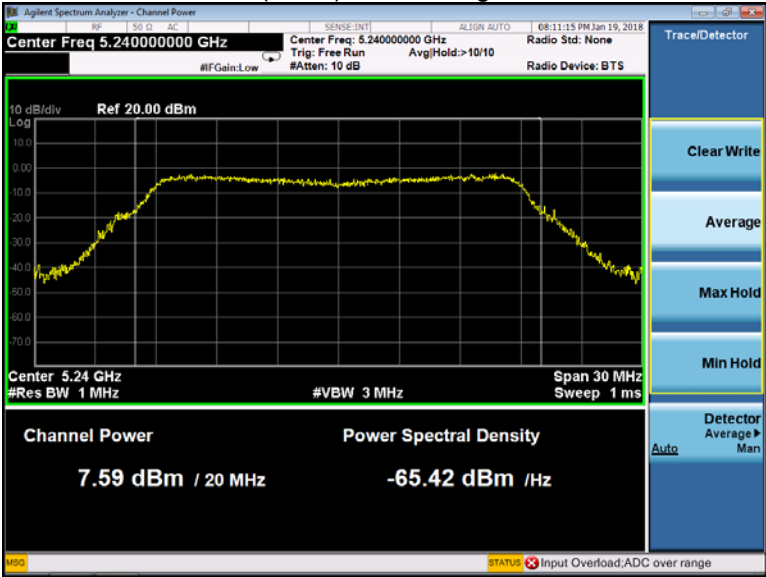 Agilent Spectrum Analyzer - Channel Power
RF 50 Ω AC SENSE:INT ALIGN AUTO 08:11:15 PM Jan 19, 2018
Center Freq 5.240000000 GHz
Center Freq: 5.240000000 GHz Radio Std: None
Trig: Free Run Avg|Hold:>10/10
#IFGain:Low #Atten: 10 dB Radio Device: BTS
10 dB/div Ref 20.00 dBm
Log
10.0
0.00
-10.0
-20.0
-30.0
-40.0
-50.0
-60.0
-70.0
Center 5.24 GHz Span 30 MHz
#Res BW 1 MHz #VBW 3 MHz Sweep 1 ms
Channel Power Power Spectral Density
7.59 dBm / 20 MHz -65.42 dBm /Hz
MSG STATUS Input Overload;ADC over range
Trace/Detector
Clear Write
Average
Max Hold
Min Hold
Detector
Average
Auto Man